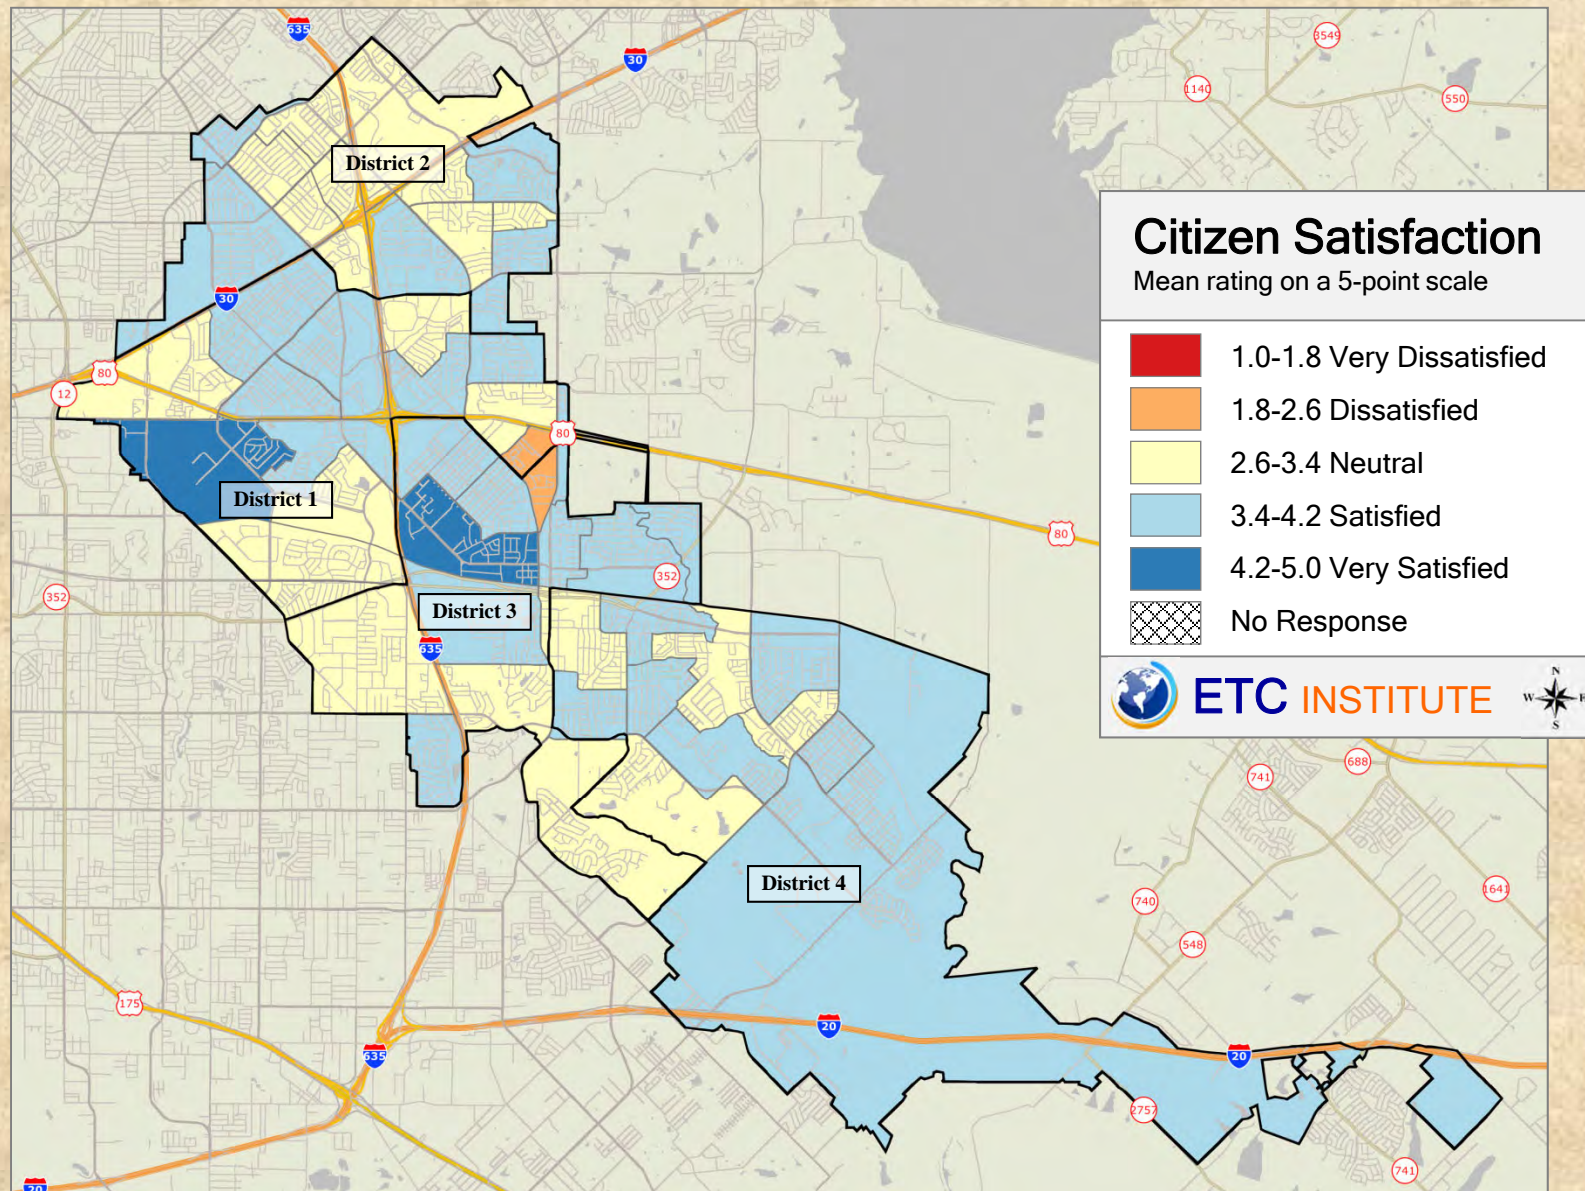 635
30
3549
1140
550
District 2
Citizen Satisfaction
Mean rating on a 5-point scale
30
1.0-1.8 Very Dissatisfied
80
12
1.8-2.6 Dissatisfied
80
2.6-3.4 Neutral
District 1
3.4-4.2 Satisfied
80
4.2-5.0 Very Satisfied
352
352
District 3
No Response
635
ETC INSTITUTE
N
W E
S
688
741
District 4
1641
740
548
175
20
635
20
2757
741
20